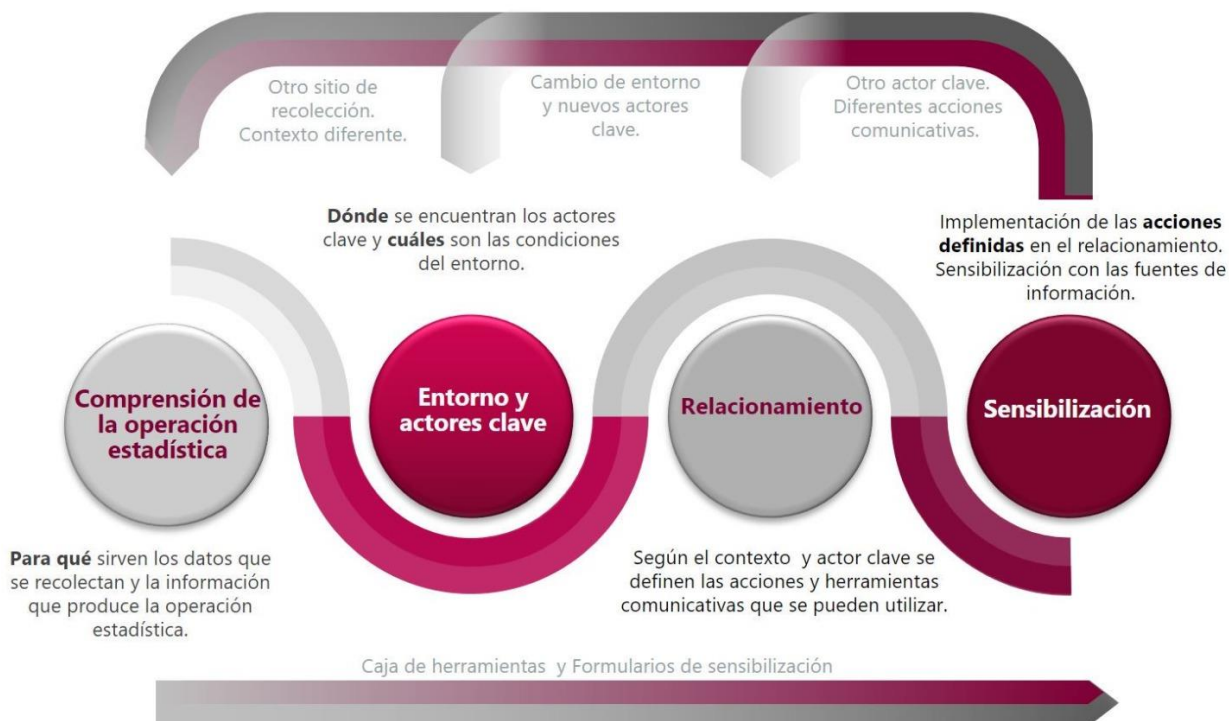 Otro sitio de
recolección.
Contexto diferente.
Cambio de entorno
y nuevos actores
clave.
Otro actor clave.
Diferentes acciones
comunicativas.
Dónde se encuentran los actores
clave y cuáles son las condiciones
del entorno.
Implementación de las acciones
definidas en el relacionamiento.
Sensibilización con las fuentes de
información.
Comprensión de
la operación
estadística
Entorno y
actores clave
Relacionamiento
Sensibilización
Para qué sirven los datos que
se recolectan y la información
que produce la operación
estadística.
Según el contexto y actor clave se
definen las acciones y herramientas
comunicativas que se pueden utilizar.
Caja de herramientas y Formularios de sensibilización